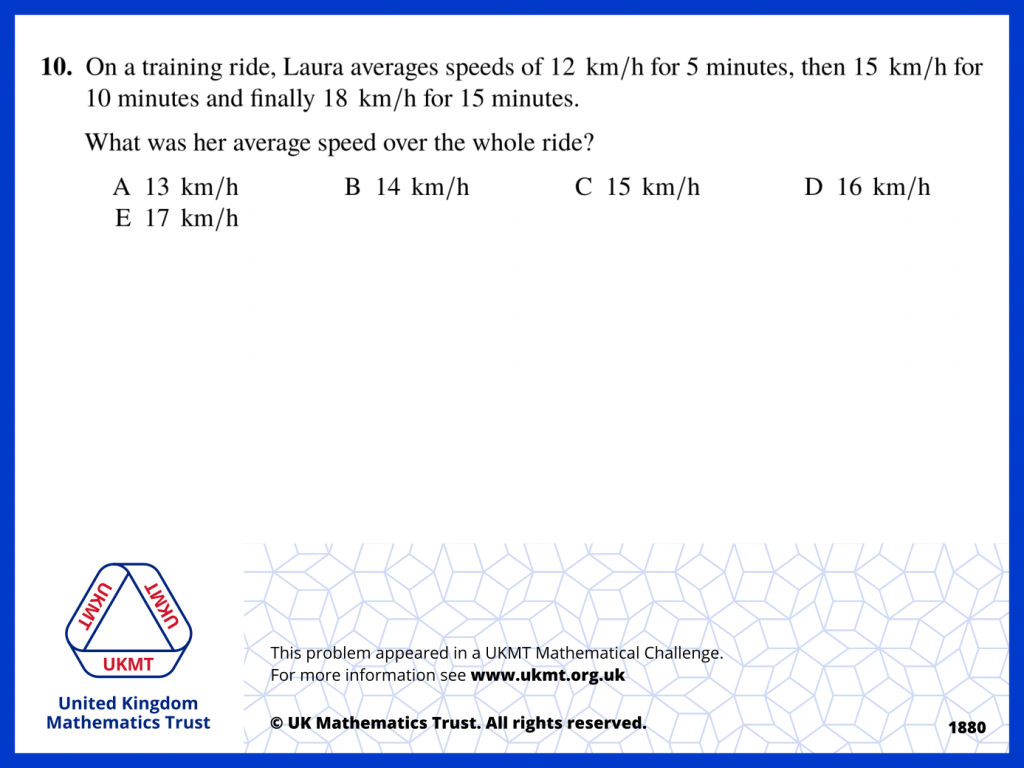 10. On a training ride, Laura averages speeds of 12 km/h for 5 minutes, then 15 km/h for
10 minutes and finally 18 km/h for 15 minutes.
What was her average speed over the whole ride?
A 13 km/h B 14 km/h C 15 km/h D 16 km/h
E 17 km/h
UKMT UKMT
UKMT
United Kingdom
Mathematics Trust
This problem appeared in a UKMT Mathematical Challenge.
For more information see www.ukmt.org.uk
© UK Mathematics Trust. All rights reserved.
1880